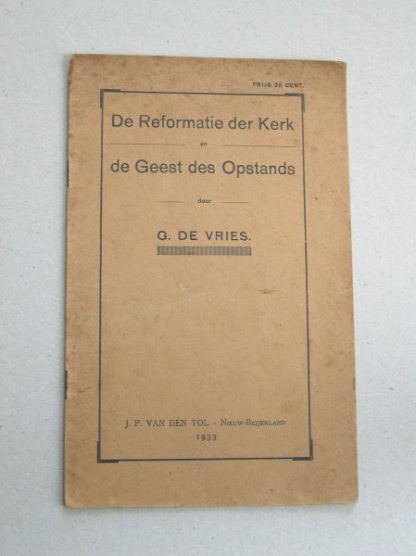 PRIJS 25 CENT.
De Reformatie der Kerk
en
de Geest des Opstands
door
G. DE VRIES.
J. P. VAN DEN TOL - NIEUW-BEIJERLAND
1933